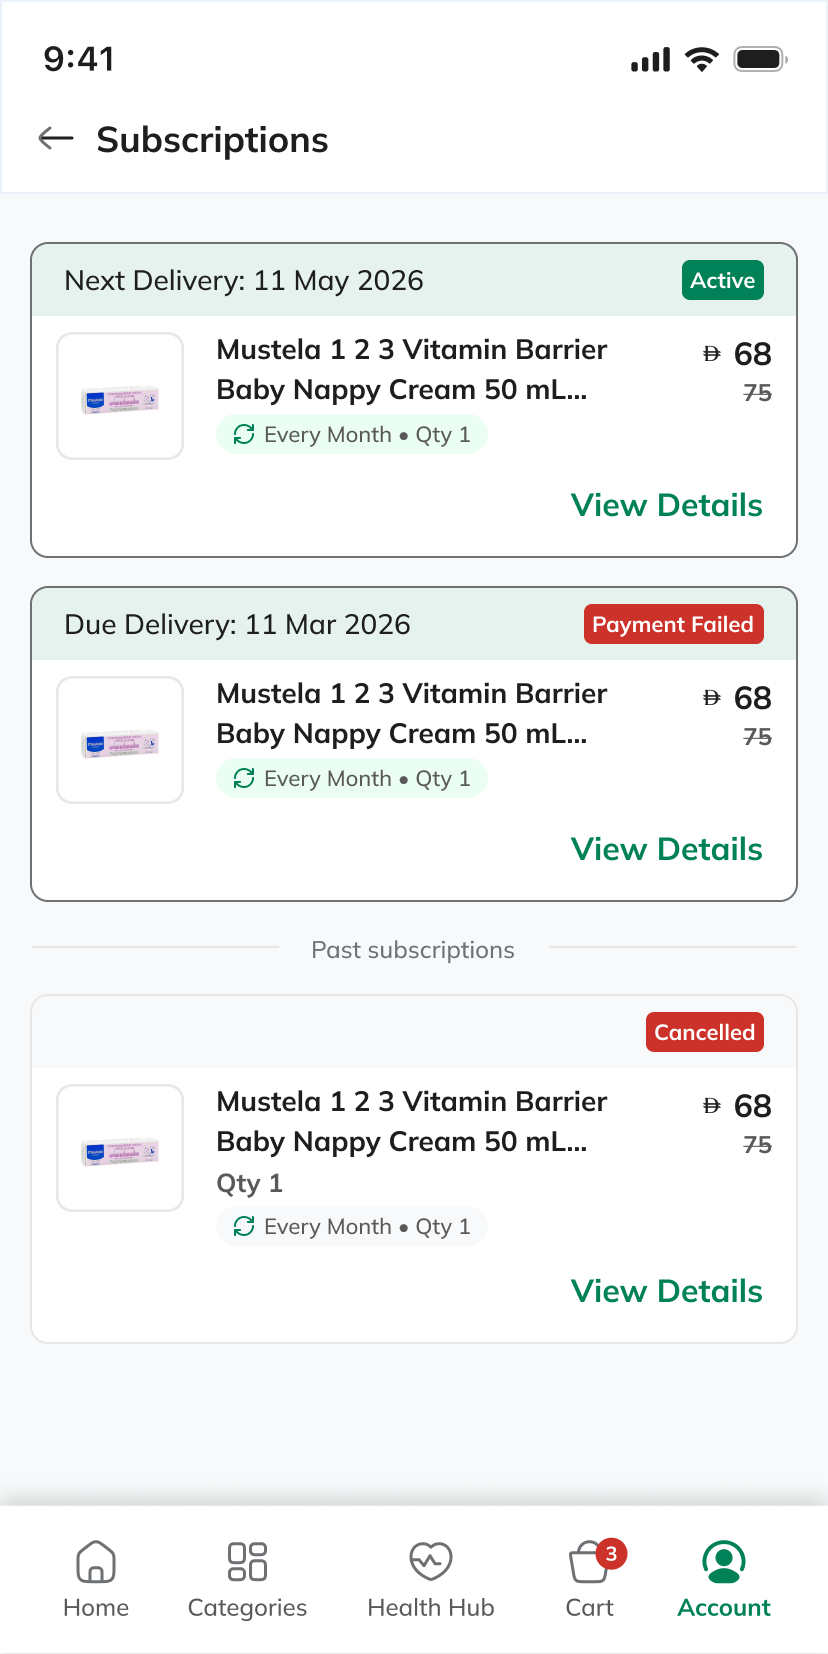 9:41
Subscriptions
Next Delivery: 11 May 2026
Active
Mustela 1 2 3 Vitamin Barrier
Baby Nappy Cream 50 mL...
68
75
Every Month • Qty 1
View Details
Due Delivery: 11 Mar 2026
Payment Failed
Mustela 1 2 3 Vitamin Barrier
Baby Nappy Cream 50 mL...
68
75
Every Month • Qty 1
View Details
Past subscriptions
Cancelled
Mustela 1 2 3 Vitamin Barrier
Baby Nappy Cream 50 mL...
68
75
Qty 1
Every Month • Qty 1
View Details
3
Home
Categories
Health Hub
Cart
Account